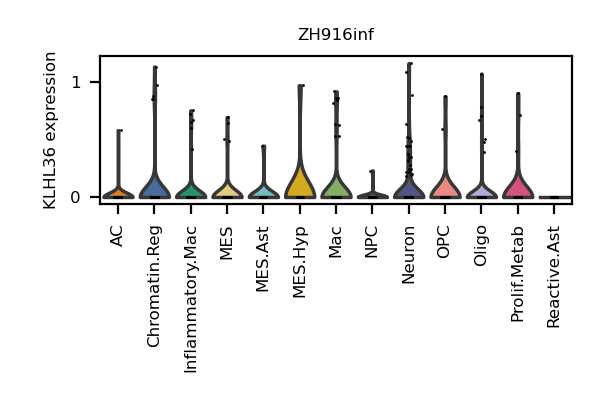 ZH916inf
KLHL36 expression
1
0
AC
Chromatin.Reg
Inflammatory.Mac
MES
MES.Ast
MES.Hyp
Mac
NPC
Neuron
OPC
Oligo
Prolif.Metab
Reactive.Ast